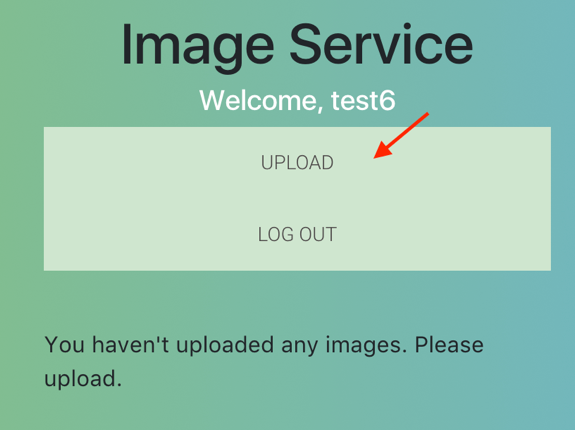 Image Service
Welcome, test6
UPLOAD
LOG OUT
You haven't uploaded any images. Please
upload.